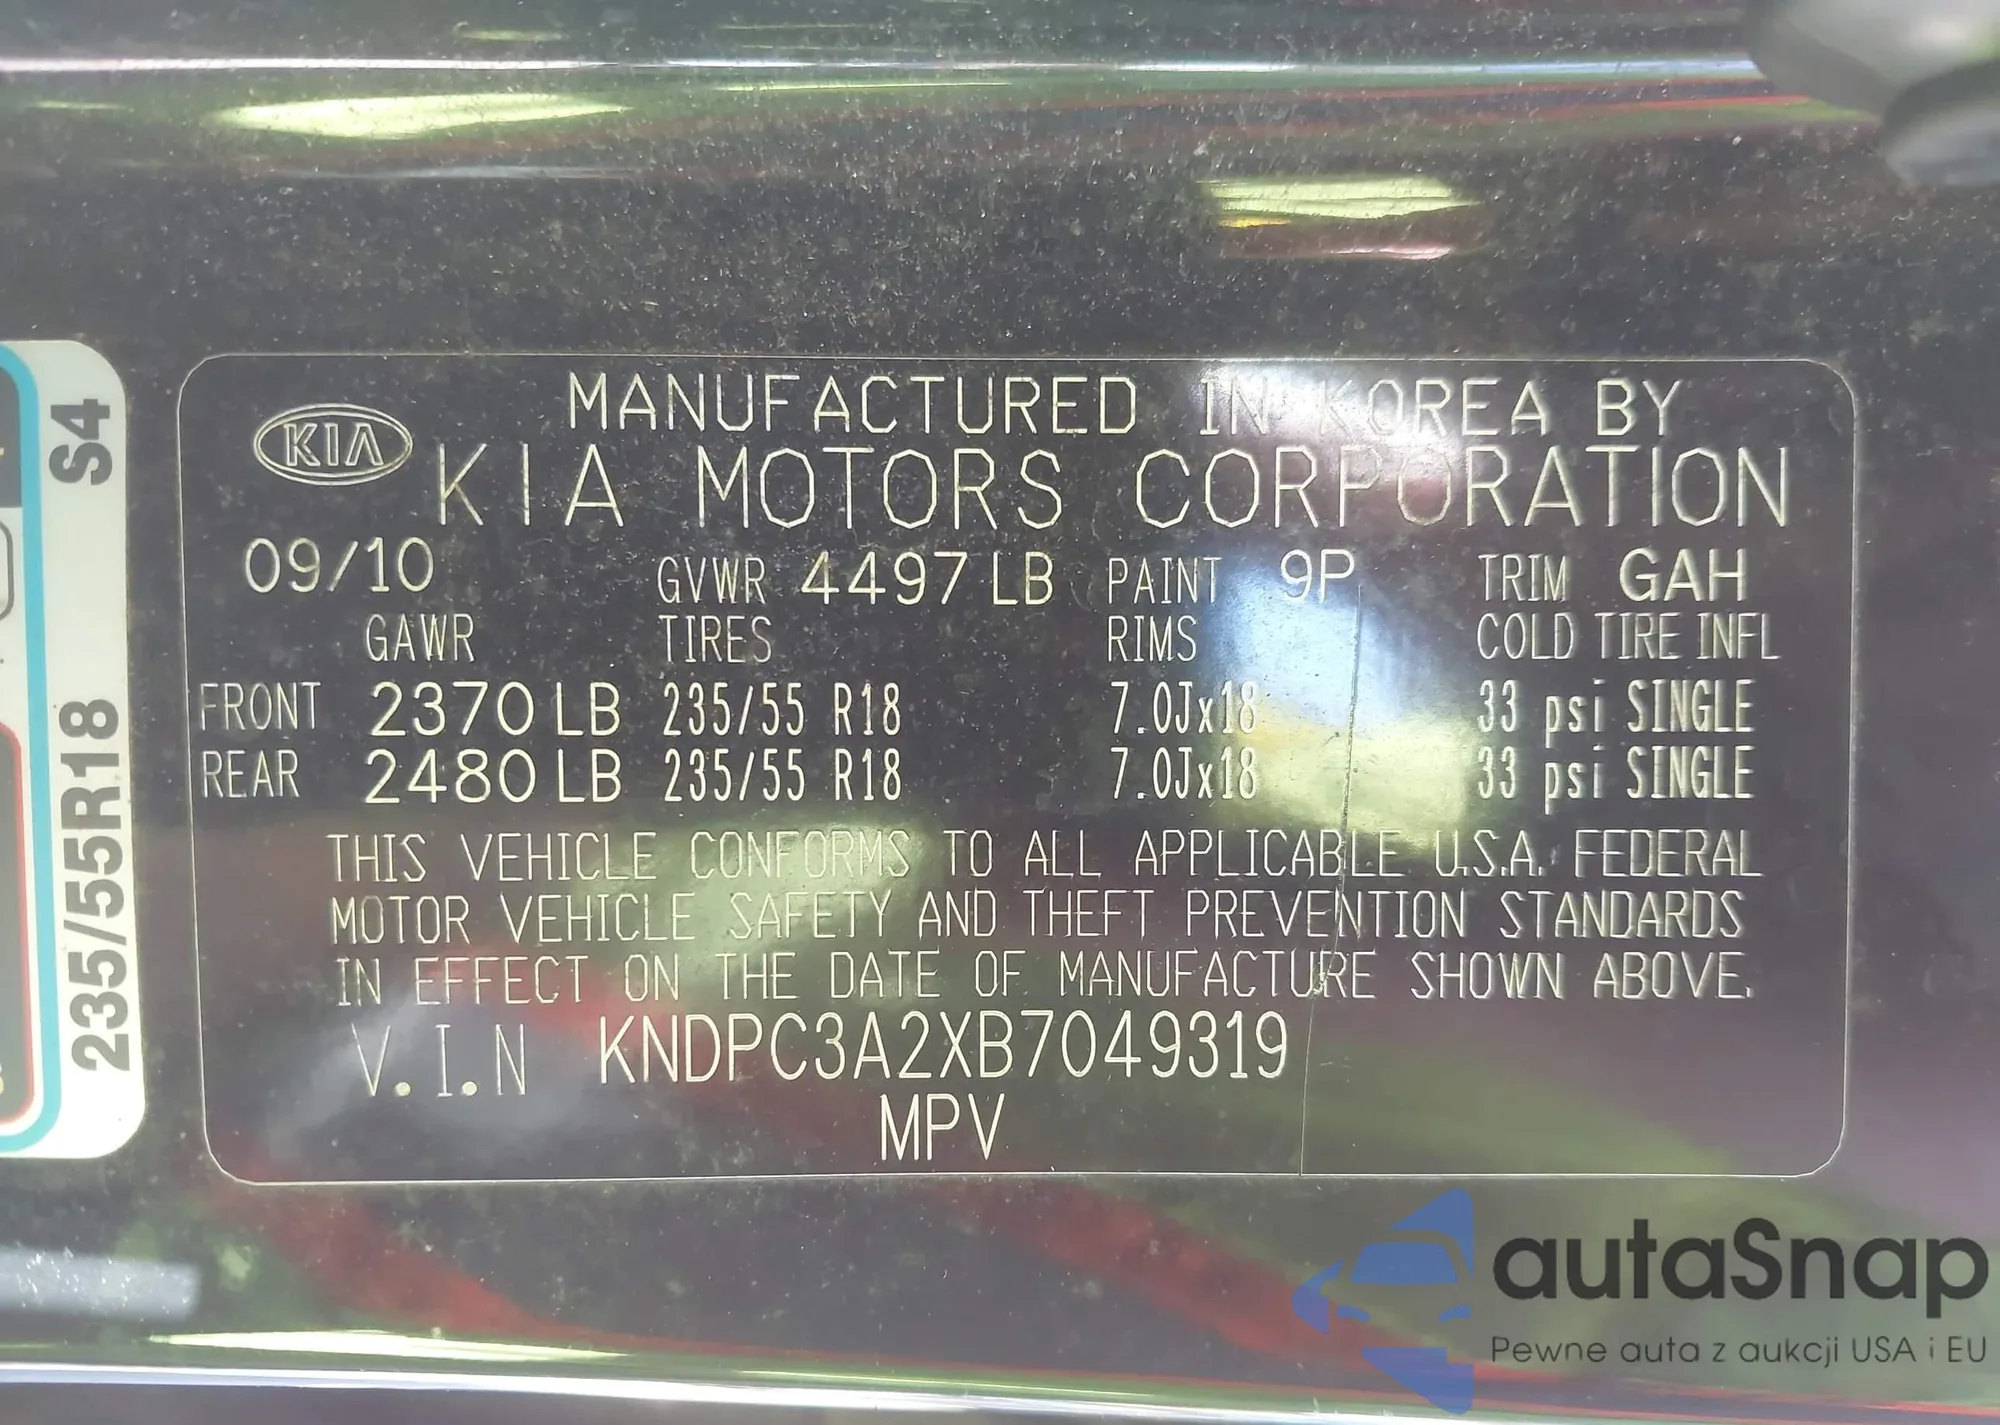 MANUFACTURED IN KOREA BY
KIA
KIA MOTORS CORPORATION
09/10 GVWR 4497 LB PAINT 9P TRIM GAH
GAWR TIRES RIMS COLD TIRE INFL
FRONT 2370 LB 235/55 R18 7.0Jx18 33 psi SINGLE
REAR 2480 LB 235/55 R18 7.0Jx18 33 psi SINGLE
THIS VEHICLE CONFORMS TO ALL APPLICABLE U.S.A. FEDERAL
MOTOR VEHICLE SAFETY AND THEFT PREVENTION STANDARDS
IN EFFECT ON THE DATE OF MANUFACTURE SHOWN ABOVE.
V.I.N KNDPC3A2XB7049319
MPV
235/55R18 S4
autaSnap
Pewne auta z aukcji USA i EU